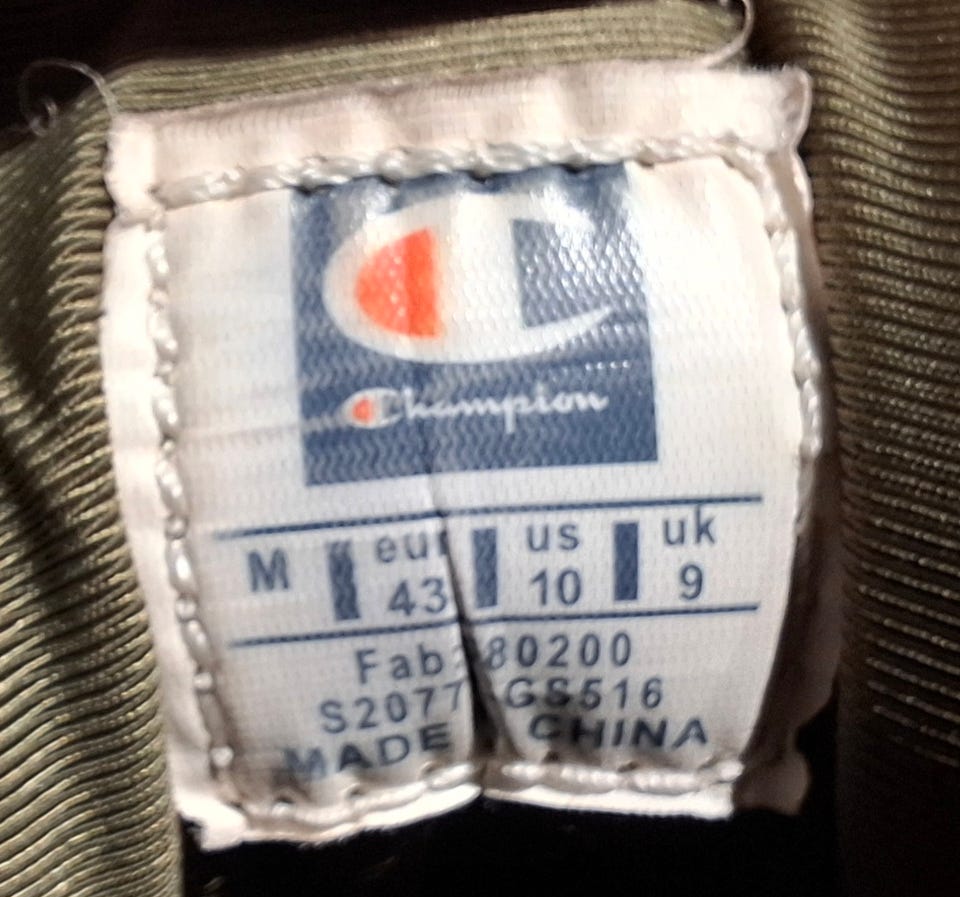 Champion
M eur us uk
43 10 9
Fab 80200
S2077 GS516
MADE CHINA